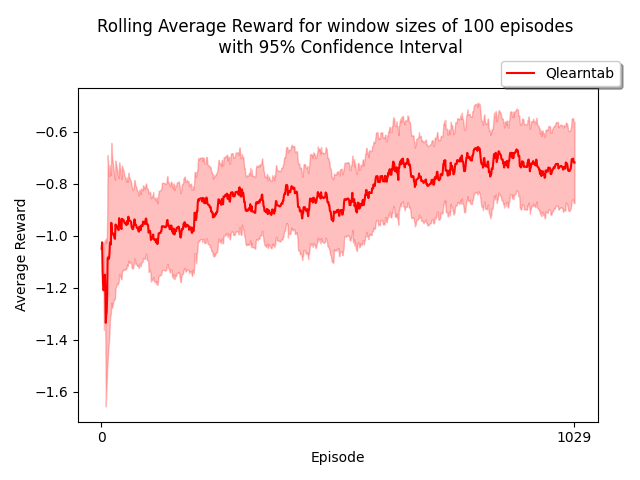 Rolling Average Reward for window sizes of 100 episodes
with 95% Confidence Interval
Qlearntab
−0.6
−0.8
−1.0
−1.2
−1.4
−1.6
Average Reward
0
1029
Episode